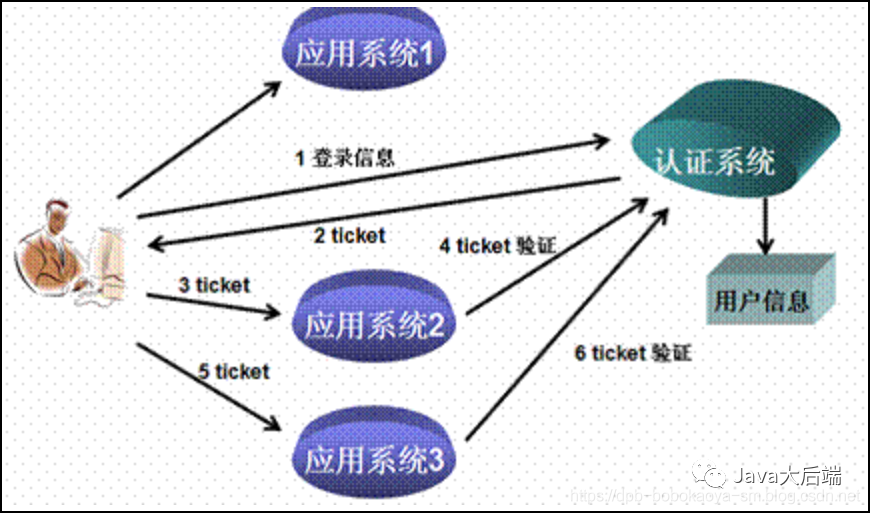 应用系统1
1 登录信息
认证系统
2 ticket
4 ticket 验证
3 ticket
用户信息
应用系统2
6 ticket 验证
5 ticket
应用系统3
Java大后端
https://dpb-bobokaoya-sm.blog.csdn.net